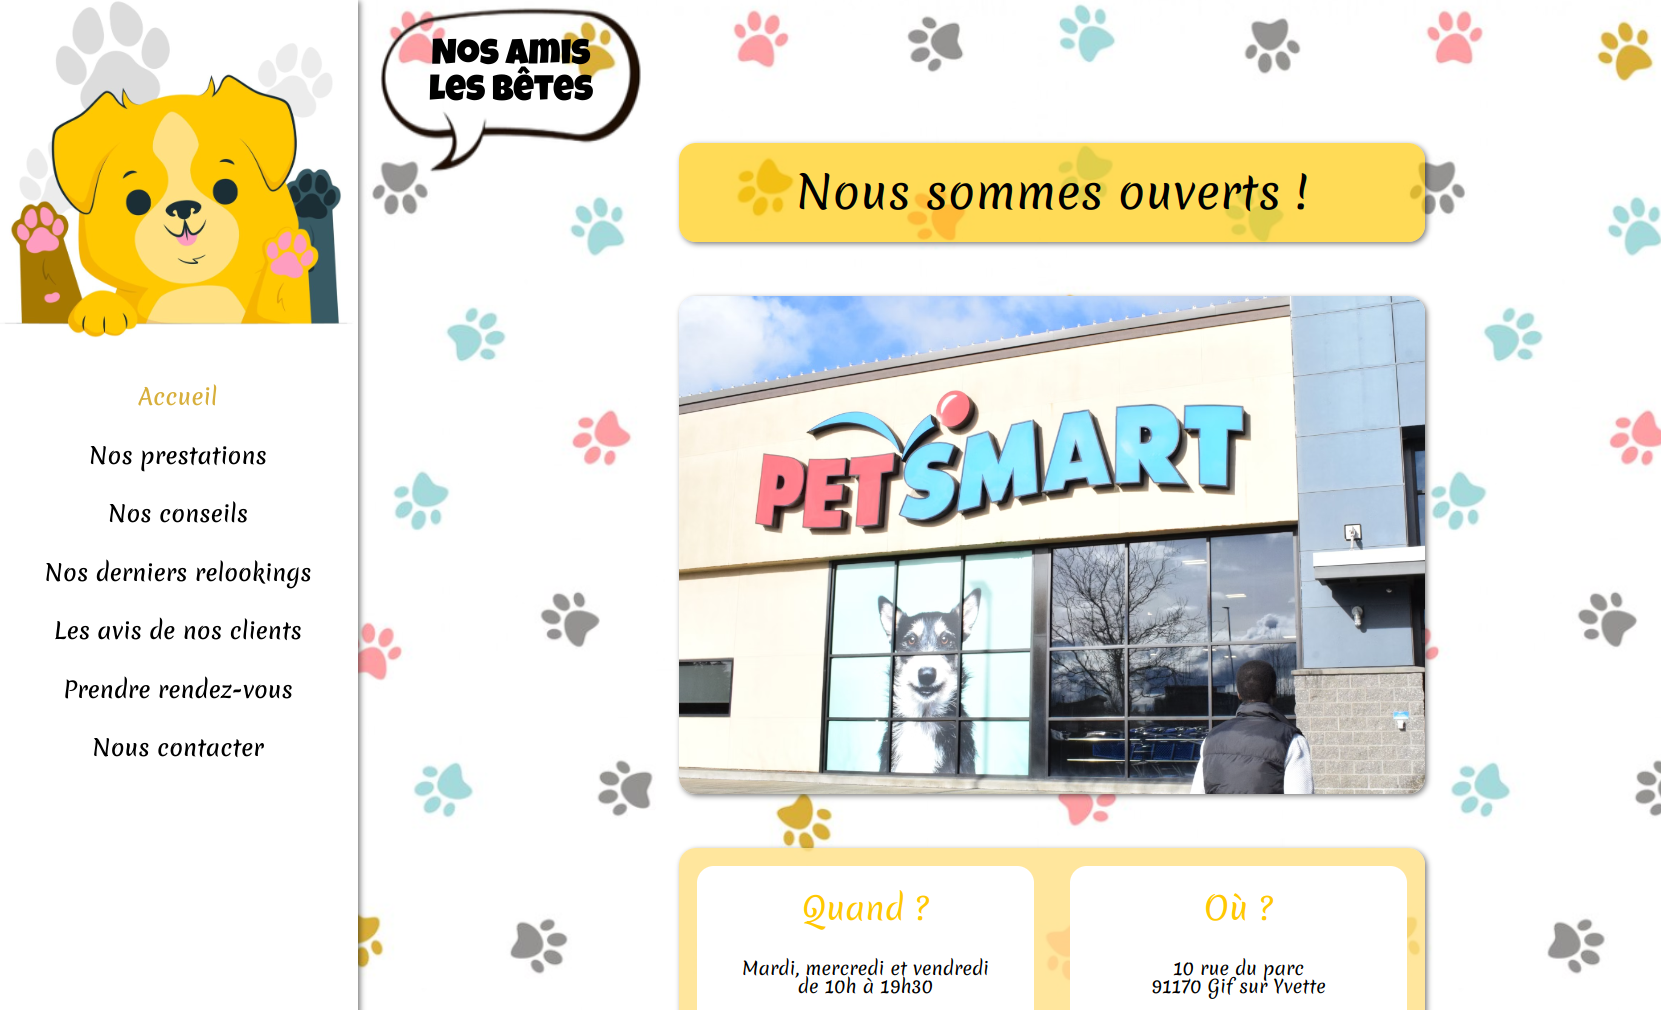 Nos Amis
Les Bêtes
Accueil
Nos prestations
Nos conseils
Nos derniers relookings
Les avis de nos clients
Prendre rendez-vous
Nous contacter
Nous sommes ouverts !
PETSMART
Quand ?
Mardi, mercredi et vendredi
de 10h à 19h30
Où ?
10 rue du parc
91170 Gif sur Yvette